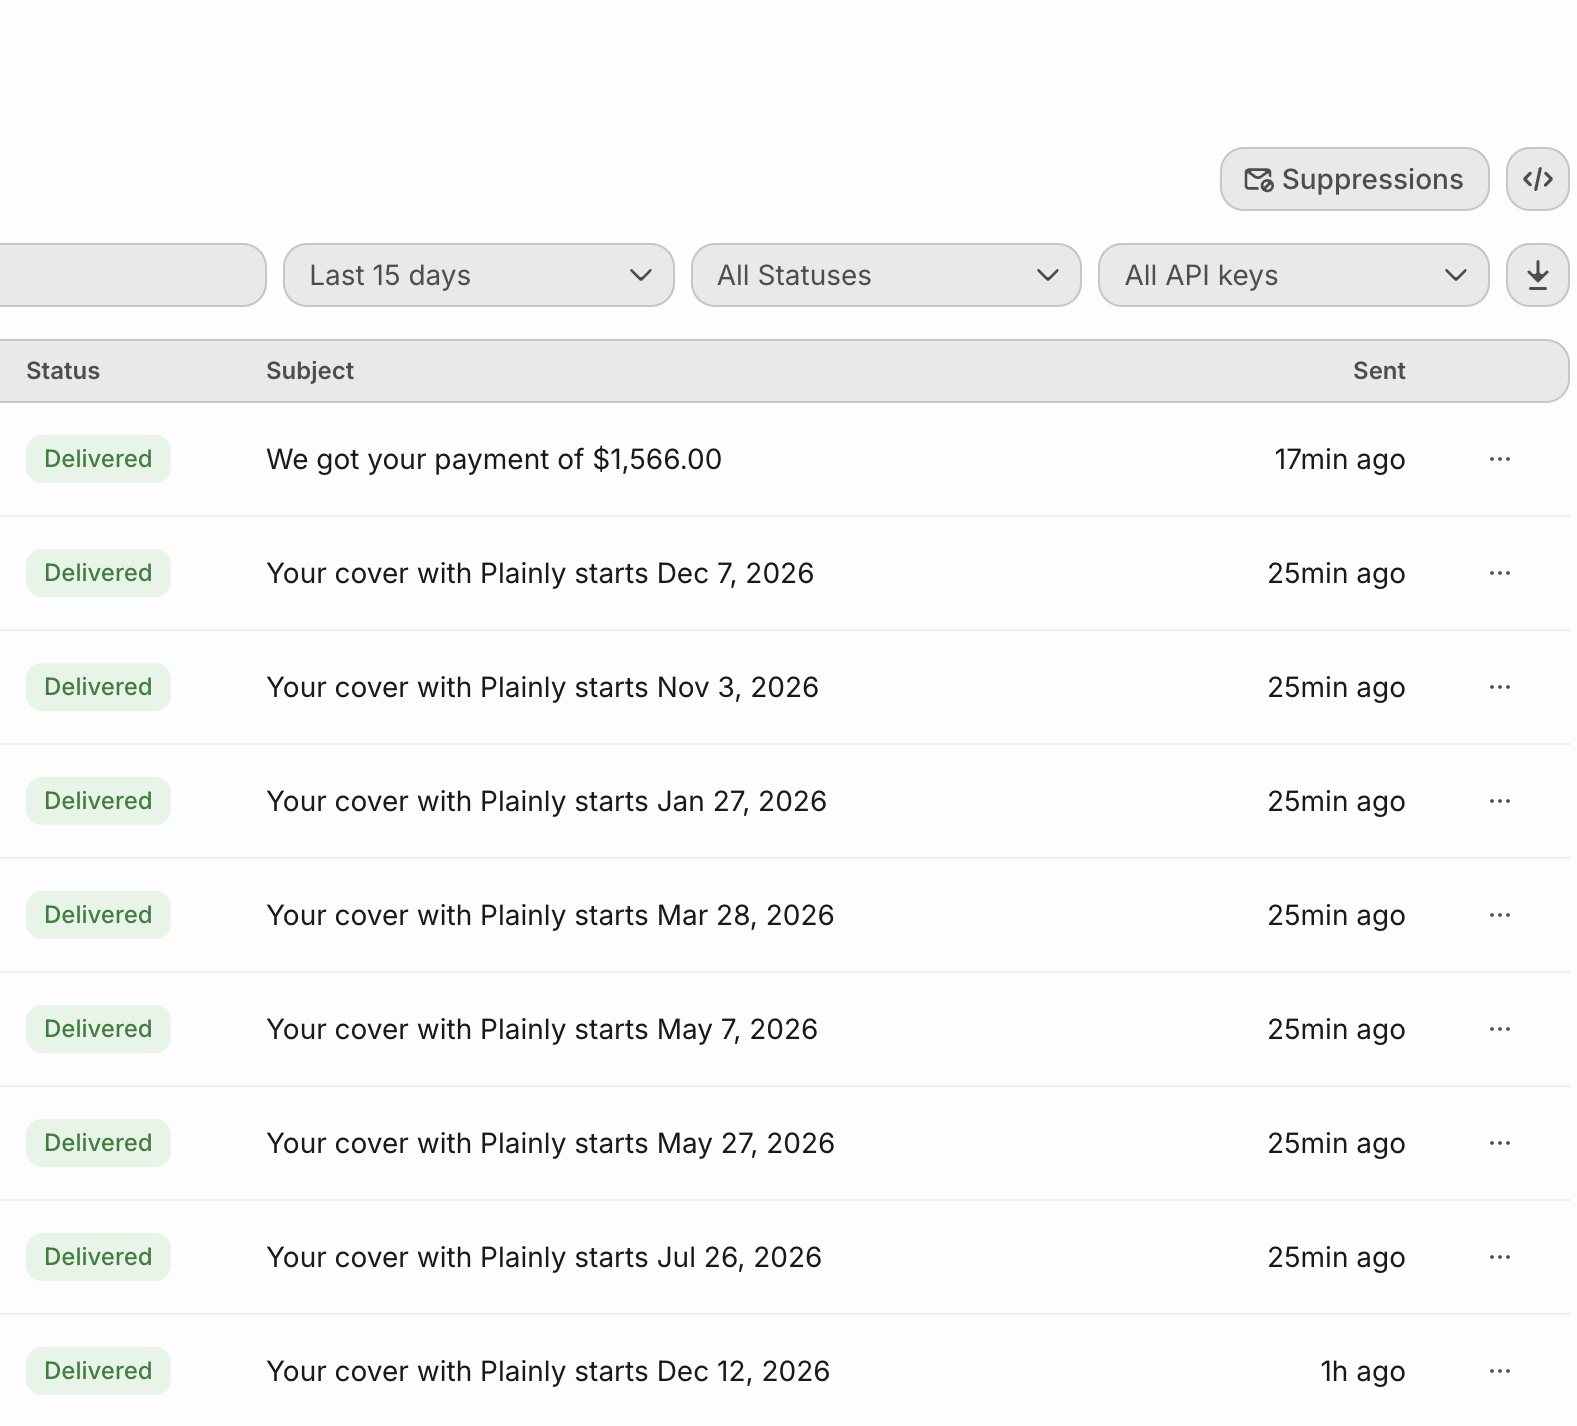 Suppressions
Last 15 days All Statuses All API keys
Status Subject Sent
Delivered We got your payment of $1,566.00 17min ago
Delivered Your cover with Plainly starts Dec 7, 2026 25min ago
Delivered Your cover with Plainly starts Nov 3, 2026 25min ago
Delivered Your cover with Plainly starts Jan 27, 2026 25min ago
Delivered Your cover with Plainly starts Mar 28, 2026 25min ago
Delivered Your cover with Plainly starts May 7, 2026 25min ago
Delivered Your cover with Plainly starts May 27, 2026 25min ago
Delivered Your cover with Plainly starts Jul 26, 2026 25min ago
Delivered Your cover with Plainly starts Dec 12, 2026 1h ago